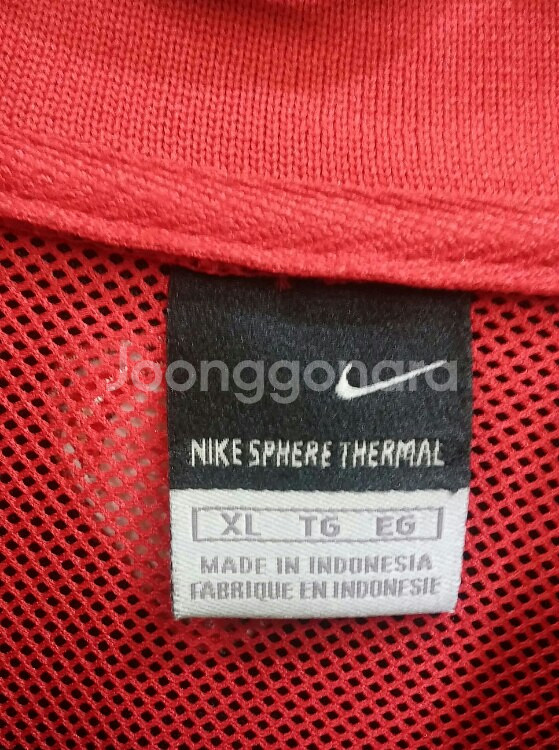 Joonggonara
NIKE SPHERE THERMAL
XL TG EG
MADE IN INDONESIA
FABRIQUE EN INDONESIE